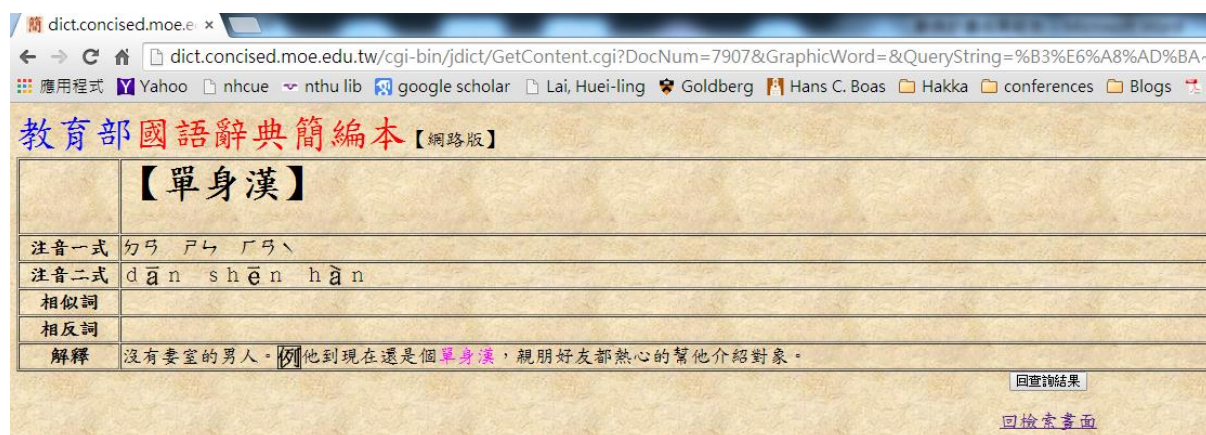 簡 dict.concised.moe.e ×
dict.concised.moe.edu.tw/cgi-bin/jdict/GetContent.cgi?DocNum=7907&GraphicWord=&QueryString=%B3%E6%A8%AD%BA~
應用程式 Yahoo nhcue nthu lib google scholar Lai, Huei-ling Goldberg Hans C. Boas Hakka conferences Blogs
教育部國語辭典簡編本【網路版】
【單身漢】
注音一式 ㄉㄢ ㄕㄣ ㄏㄢˋ
注音二式 dān shēn hàn
相似詞
相反詞
解釋 沒有妻室的男人。例他到現在還是個單身漢，親朋好友都熱心的幫他介紹對象。
回查詢結果
回檢索畫面